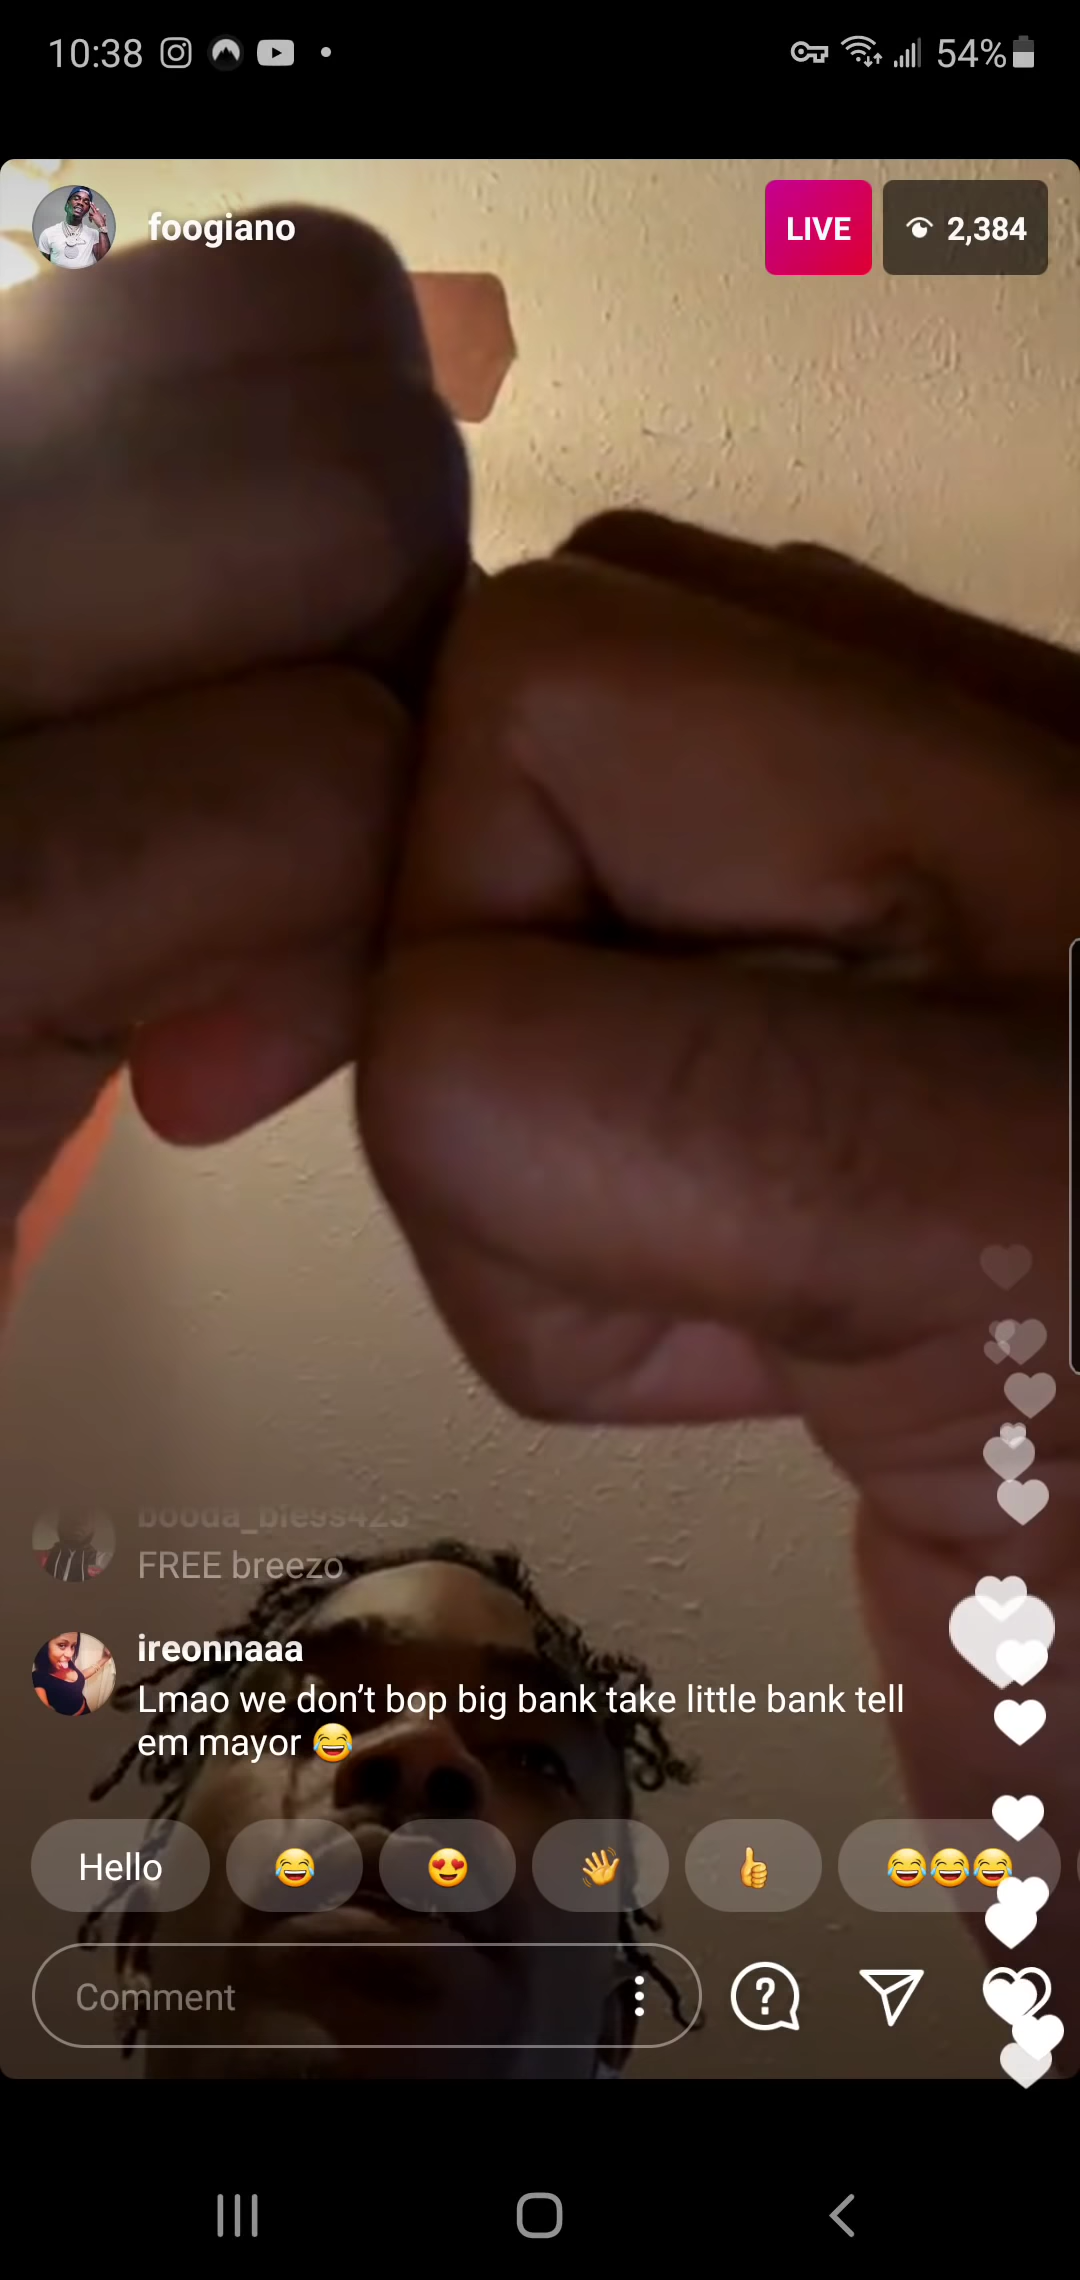 10:38
54%
foogiano
LIVE
2,384
booda_bless423
FREE breezo
ireonnaaa
Lmao we don't bop big bank take little bank tell
em mayor 😂
Hello 😂 😍 👋 👍 😂😂😂
Comment